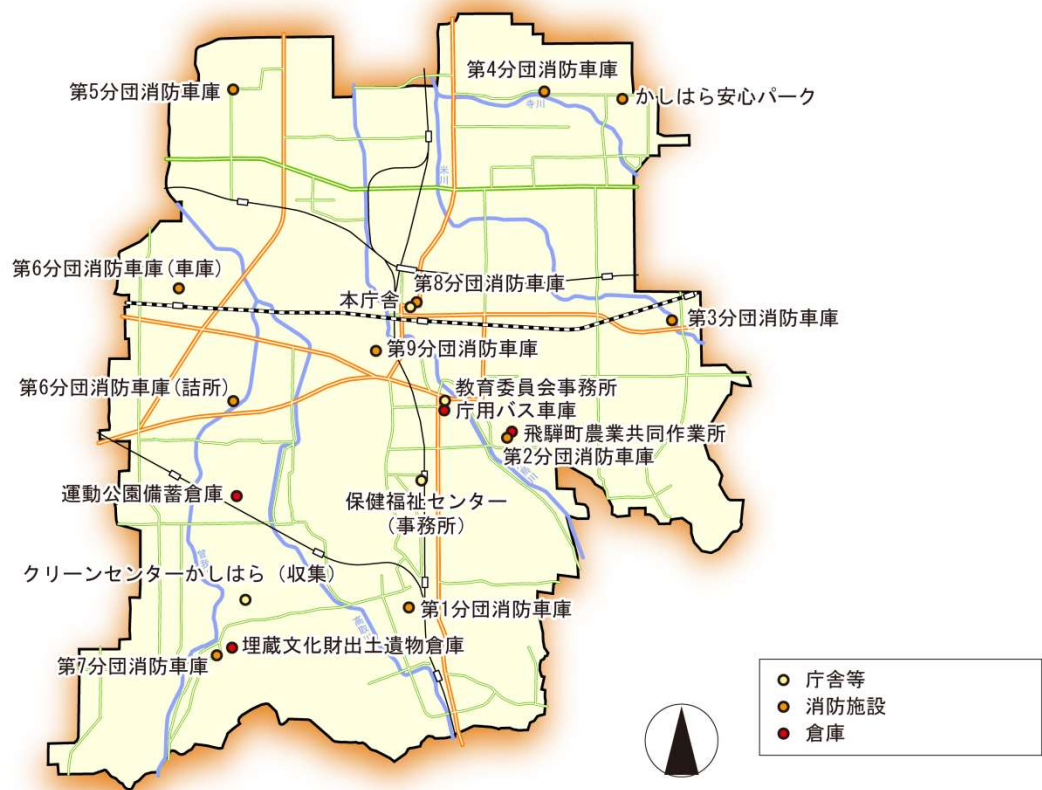 第4分団消防車庫
第5分団消防車庫
かしはら安心パーク
寺川
米川
第6分団消防車庫(車庫)
第8分団消防車庫
本庁舎
第3分団消防車庫
第9分団消防車庫
第6分団消防車庫(詰所)
教育委員会事務所
庁用バス車庫
飛騨町農業共同作業所
第2分団消防車庫
運動公園備蓄倉庫
保健福祉センター
(事務所)
クリーンセンターかしはら（収集）
第1分団消防車庫
埋蔵文化財出土遺物倉庫
第7分団消防車庫
庁舎等
消防施設
倉庫